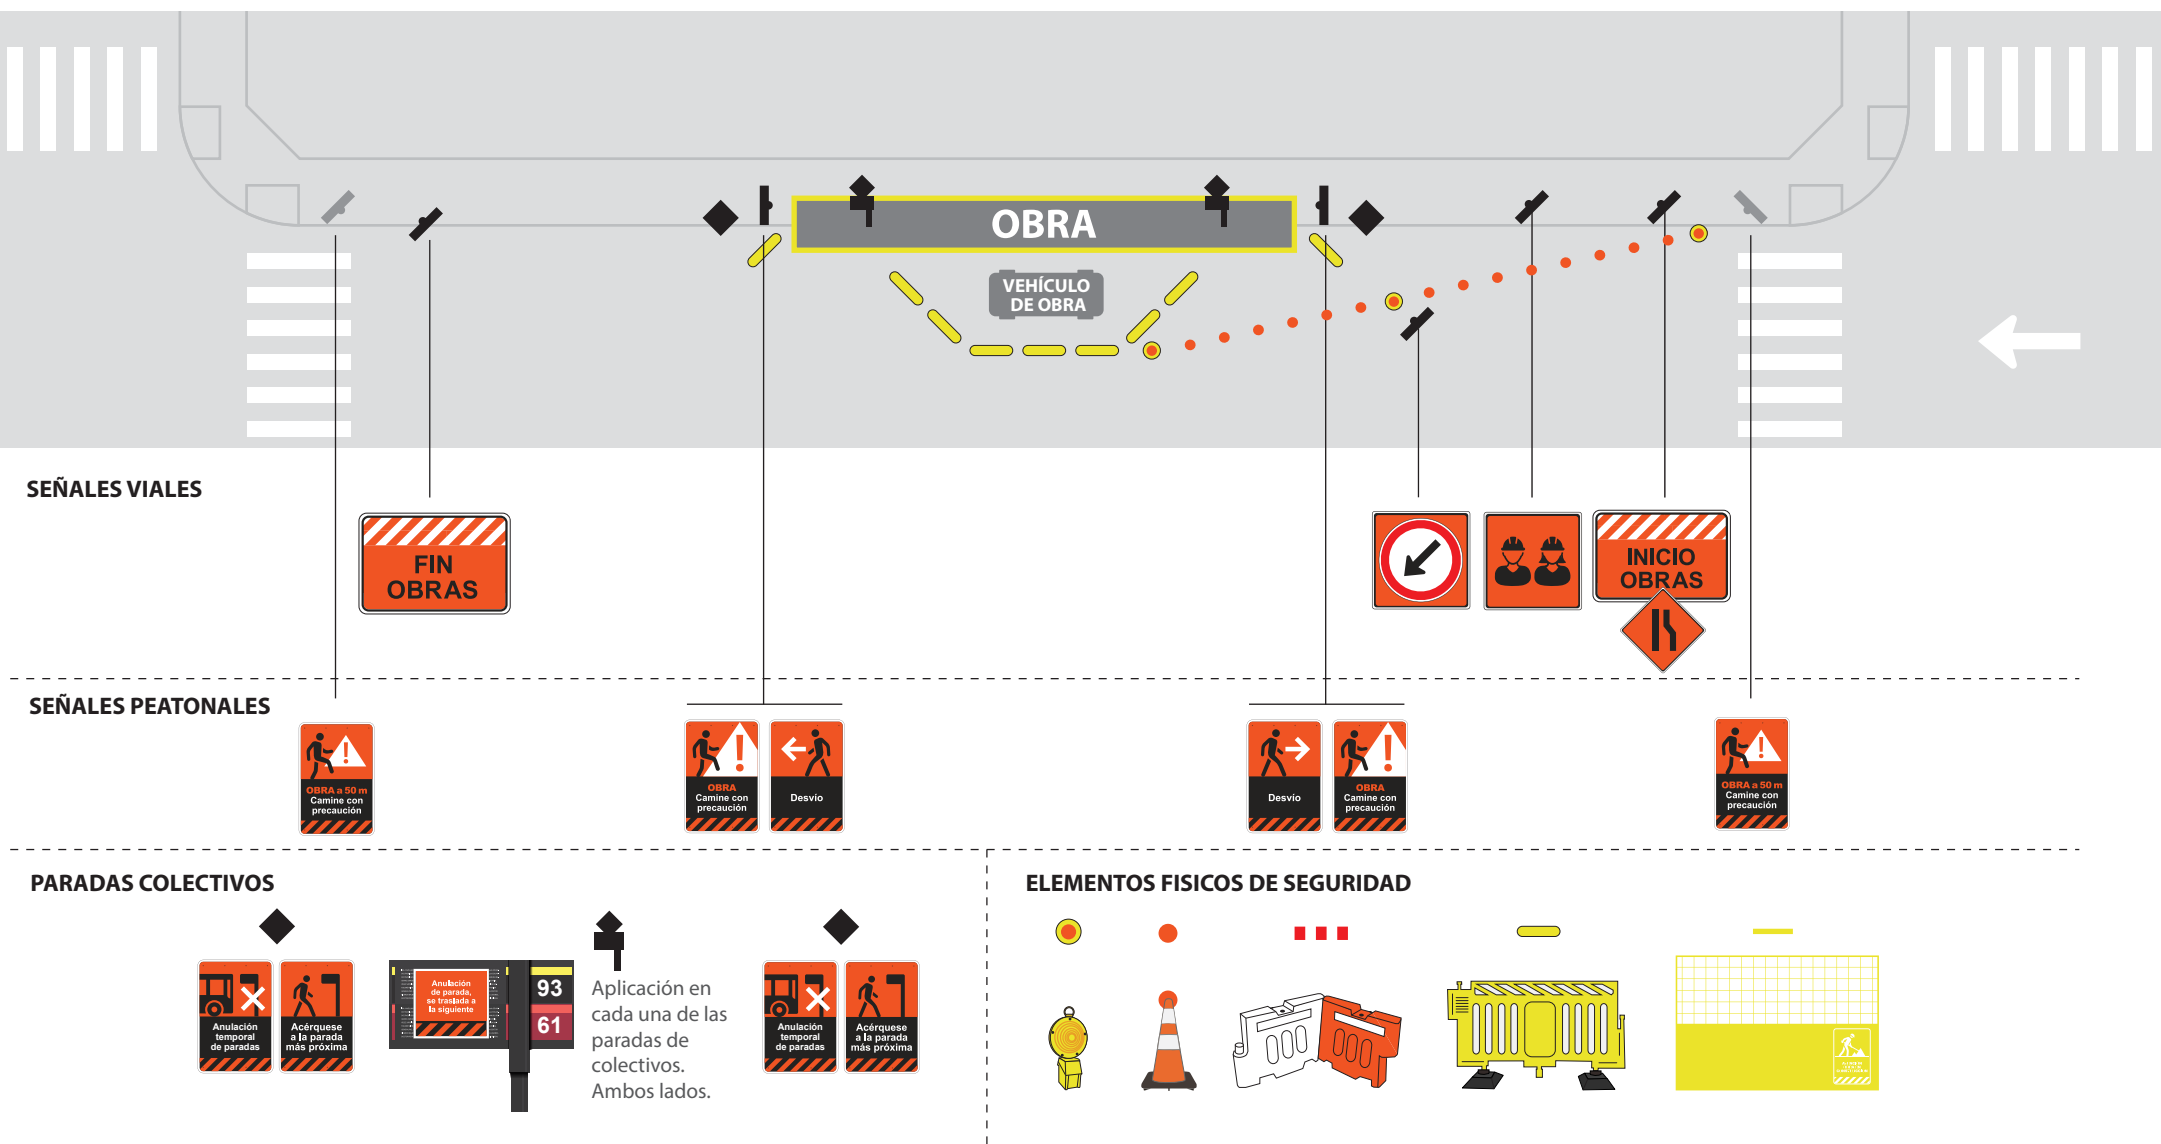 OBRA
VEHÍCULO
DE OBRA
SEÑALES VIALES
FIN
OBRAS
INICIO
OBRAS
SEÑALES PEATONALES
OBRA a 50 m
Camine con
precaución
OBRA
Camine con
precaución
Desvío
Desvío
OBRA
Camine con
precaución
OBRA a 50 m
Camine con
precaución
PARADAS COLECTIVOS
Anulación
temporal
de paradas
Acérquese
a la parada
más próxima
Anulación
de parada,
se traslada a
la siguiente
93
61
Aplicación en
cada una de las
paradas de
colectivos.
Ambos lados.
Anulación
temporal
de paradas
Acérquese
a la parada
más próxima
ELEMENTOS FISICOS DE SEGURIDAD